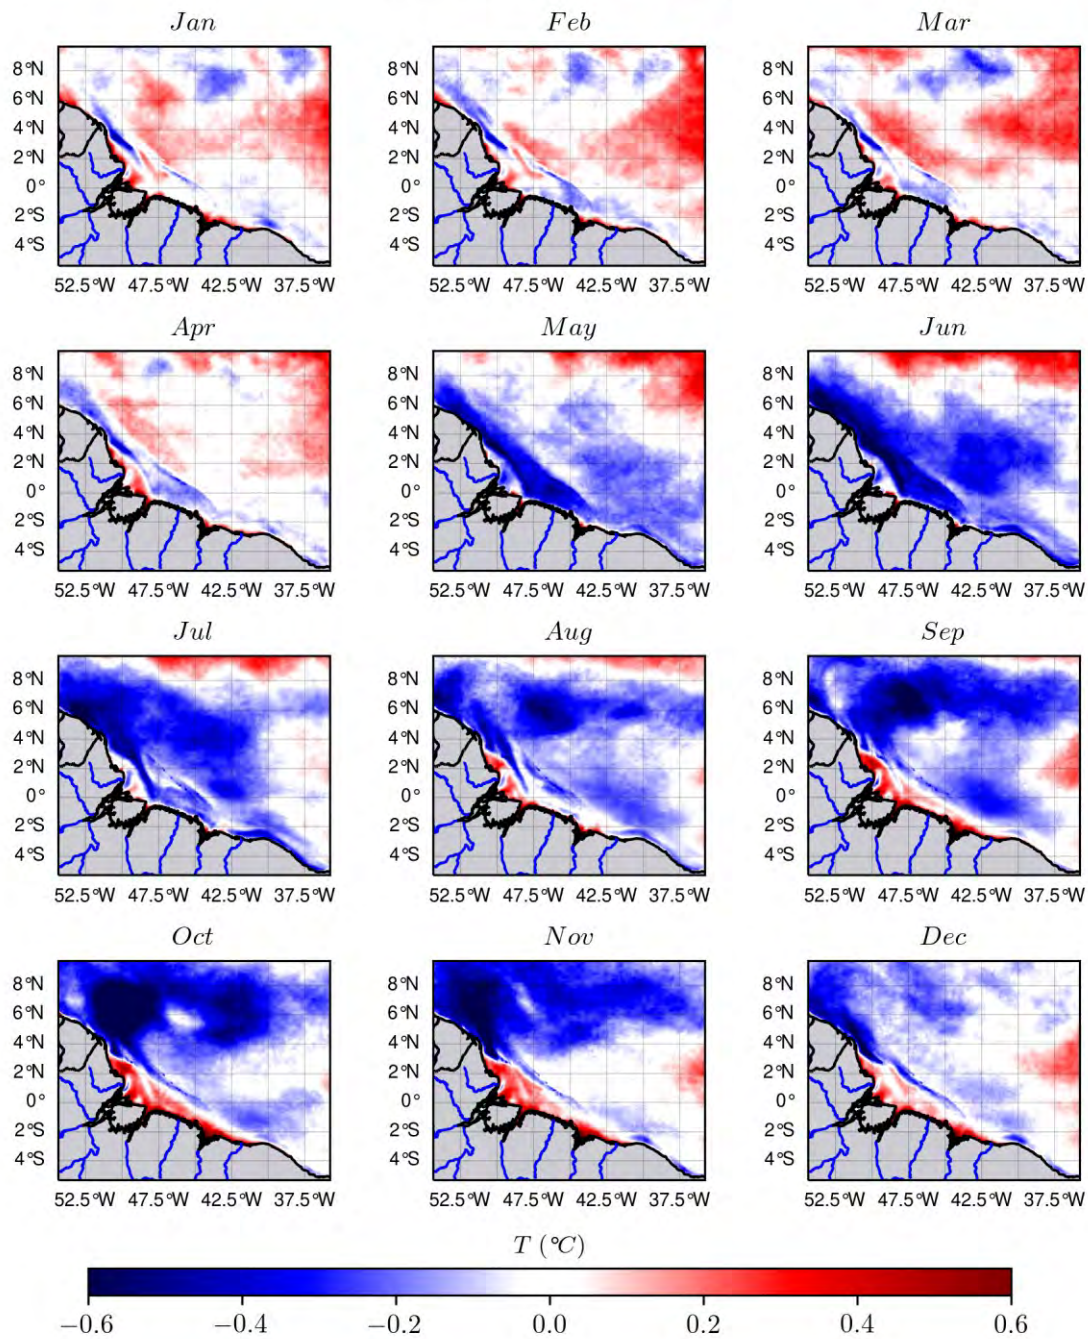 Jan Feb Mar
8°N 8°N 8°N
6°N 6°N 6°N
4°N 4°N 4°N
2°N 2°N 2°N
0° 0° 0°
2°S 2°S 2°S
4°S 4°S 4°S
52.5°W 47.5°W 42.5°W 37.5°W 52.5°W 47.5°W 42.5°W 37.5°W 52.5°W 47.5°W 42.5°W 37.5°W
Apr May Jun
8°N 8°N 8°N
6°N 6°N 6°N
4°N 4°N 4°N
2°N 2°N 2°N
0° 0° 0°
2°S 2°S 2°S
4°S 4°S 4°S
52.5°W 47.5°W 42.5°W 37.5°W 52.5°W 47.5°W 42.5°W 37.5°W 52.5°W 47.5°W 42.5°W 37.5°W
Jul Aug Sep
8°N 8°N 8°N
6°N 6°N 6°N
4°N 4°N 4°N
2°N 2°N 2°N
0° 0° 0°
2°S 2°S 2°S
4°S 4°S 4°S
52.5°W 47.5°W 42.5°W 37.5°W 52.5°W 47.5°W 42.5°W 37.5°W 52.5°W 47.5°W 42.5°W 37.5°W
Oct Nov Dec
8°N 8°N 8°N
6°N 6°N 6°N
4°N 4°N 4°N
2°N 2°N 2°N
0° 0° 0°
2°S 2°S 2°S
4°S 4°S 4°S
52.5°W 47.5°W 42.5°W 37.5°W 52.5°W 47.5°W 42.5°W 37.5°W 52.5°W 47.5°W 42.5°W 37.5°W
T (°C)
−0.6 −0.4 −0.2 0.0 0.2 0.4 0.6